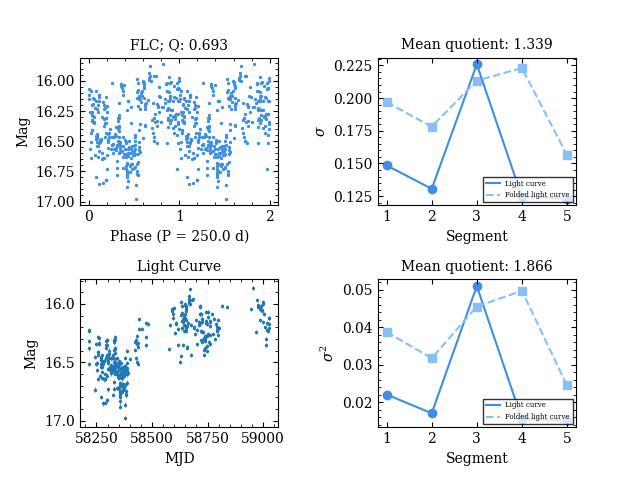 FLC; Q: 0.693
Mag
16.00
16.25
16.50
16.75
17.00
0 1 2
Phase (P = 250.0 d)
Mean quotient: 1.339
σ
0.225
0.200
0.175
0.150
0.125
Light curve
Folded light curve
1 2 3 4 5
Segment
Light Curve
Mag
16.0
16.5
17.0
58250 58500 58750 59000
MJD
Mean quotient: 1.866
σ²
0.05
0.04
0.03
0.02
Light curve
Folded light curve
1 2 3 4 5
Segment